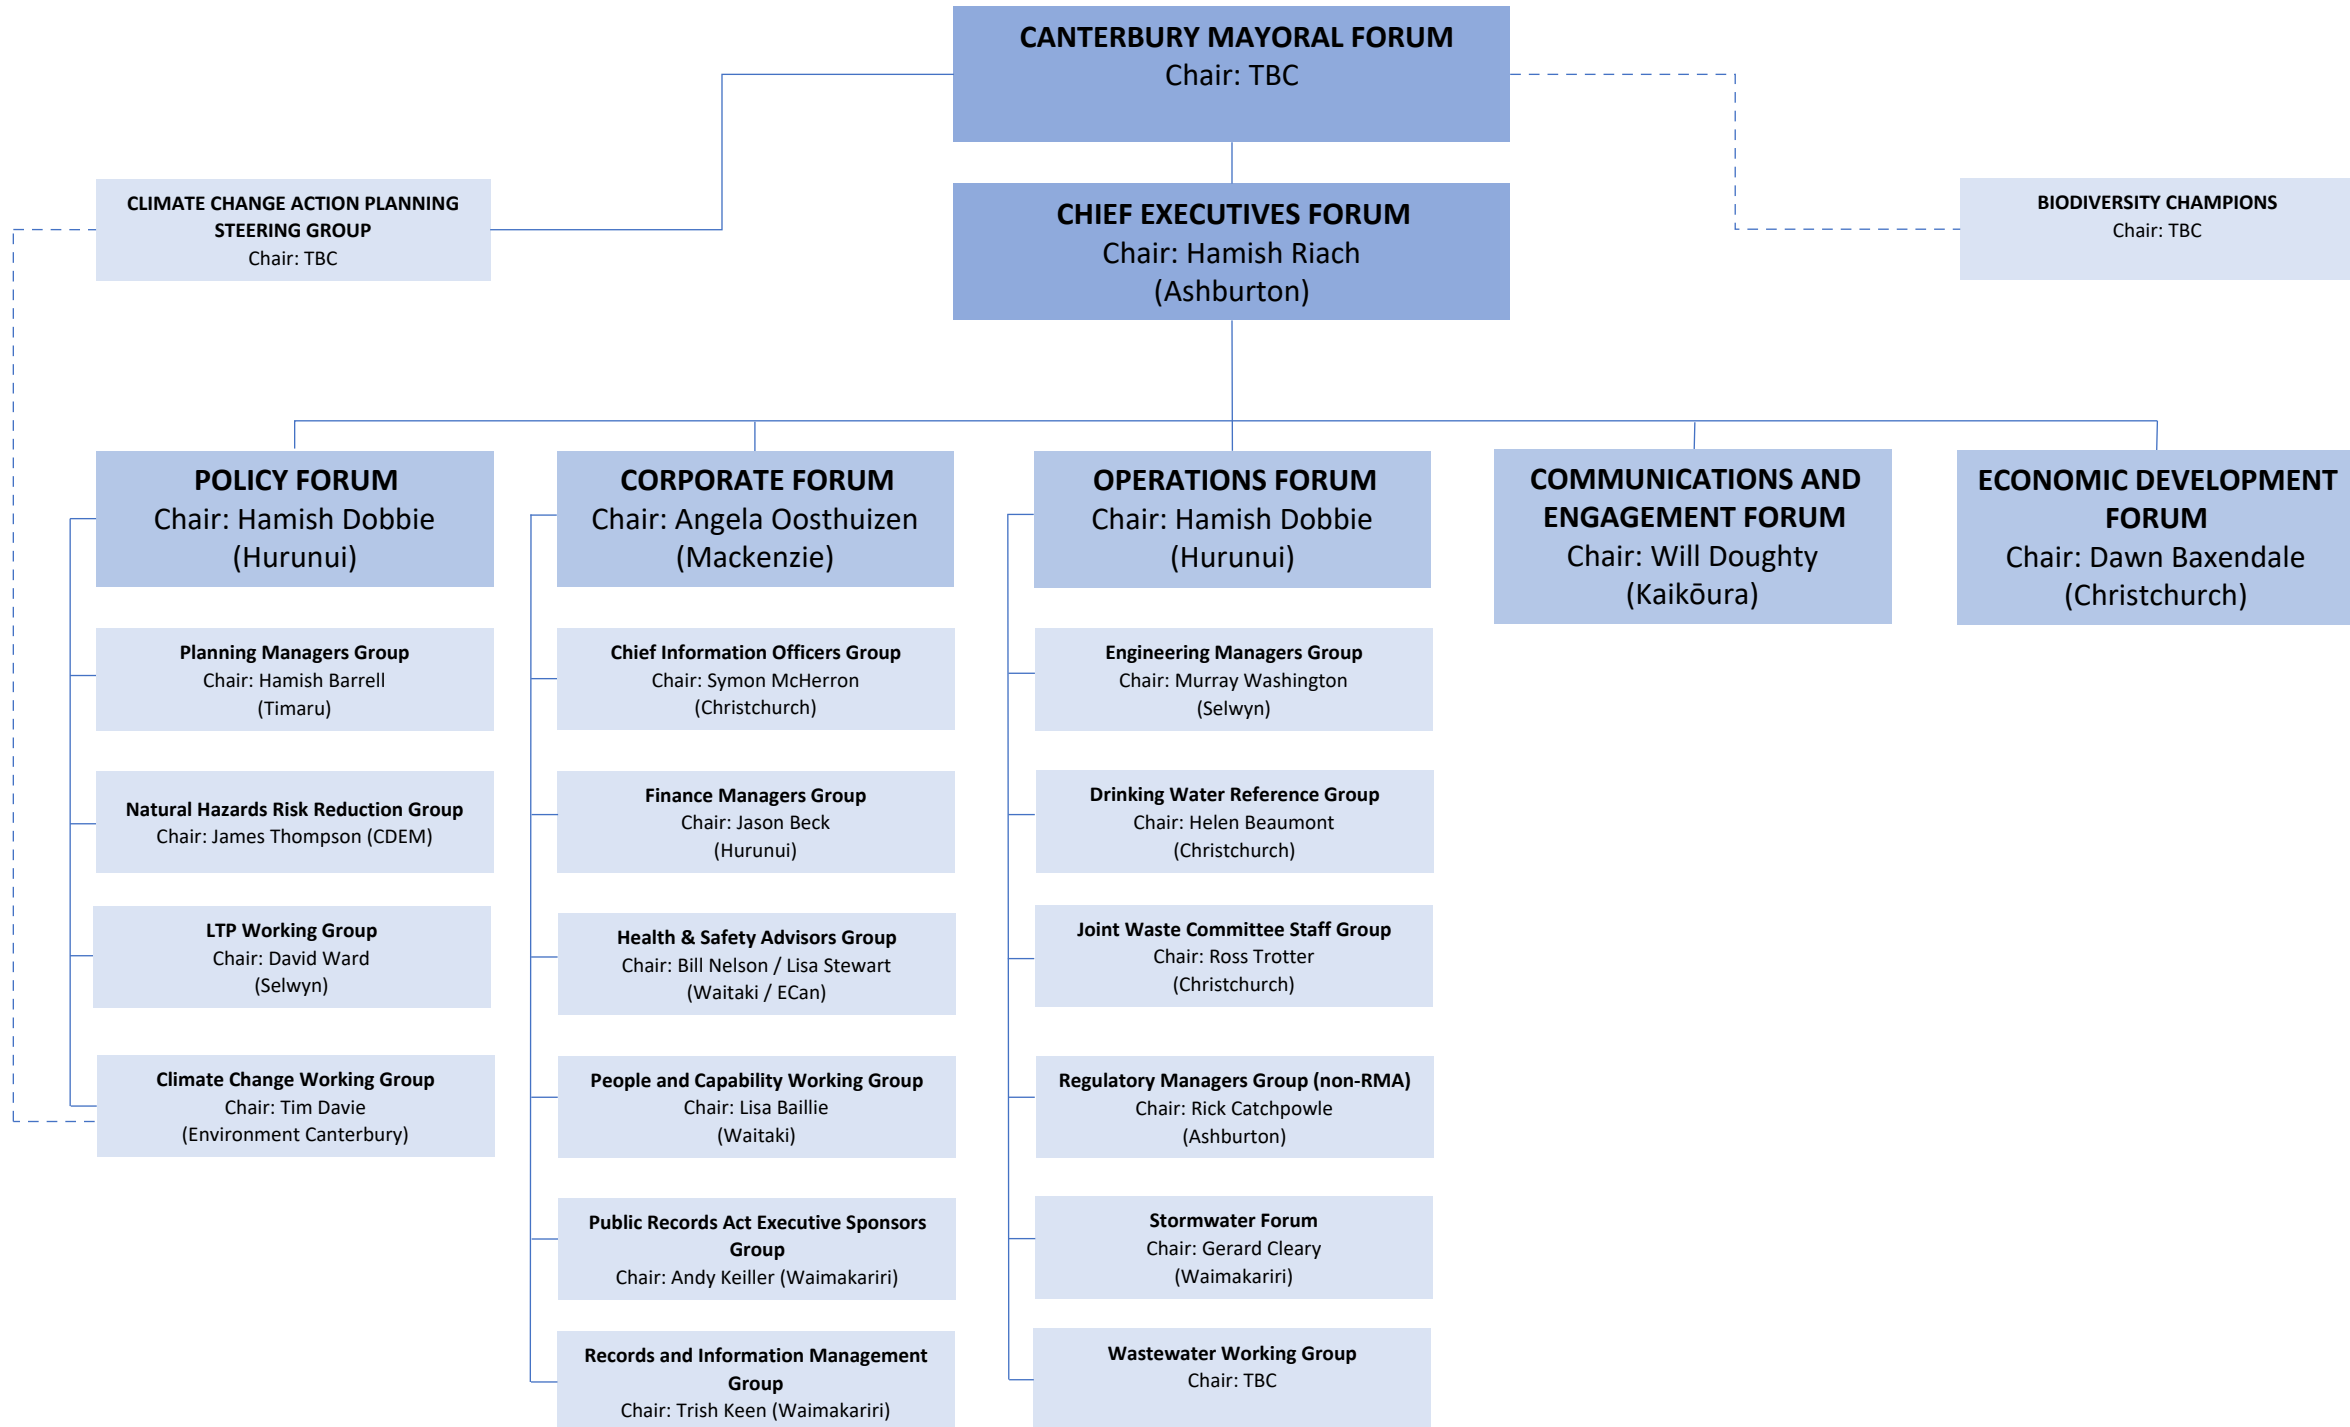 CANTERBURY MAYORAL FORUM
Chair: TBC
CLIMATE CHANGE ACTION PLANNING
STEERING GROUP
Chair: TBC
CHIEF EXECUTIVES FORUM
Chair: Hamish Riach
(Ashburton)
BIODIVERSITY CHAMPIONS
Chair: TBC
POLICY FORUM
Chair: Hamish Dobbie
(Hurunui)
Planning Managers Group
Chair: Hamish Barrell
(Timaru)
Natural Hazards Risk Reduction Group
Chair: James Thompson (CDEM)
LTP Working Group
Chair: David Ward
(Selwyn)
Climate Change Working Group
Chair: Tim Davie
(Environment Canterbury)
CORPORATE FORUM
Chair: Angela Oosthuizen
(Mackenzie)
Chief Information Officers Group
Chair: Symon McHerron
(Christchurch)
Finance Managers Group
Chair: Jason Beck
(Hurunui)
Health & Safety Advisors Group
Chair: Bill Nelson / Lisa Stewart
(Waitaki / ECan)
People and Capability Working Group
Chair: Lisa Baillie
(Waitaki)
Public Records Act Executive Sponsors
Group
Chair: Andy Keiller (Waimakariri)
Records and Information Management
Group
Chair: Trish Keen (Waimakariri)
OPERATIONS FORUM
Chair: Hamish Dobbie
(Hurunui)
Engineering Managers Group
Chair: Murray Washington
(Selwyn)
Drinking Water Reference Group
Chair: Helen Beaumont
(Christchurch)
Joint Waste Committee Staff Group
Chair: Ross Trotter
(Christchurch)
Regulatory Managers Group (non-RMA)
Chair: Rick Catchpowle
(Ashburton)
Stormwater Forum
Chair: Gerard Cleary
(Waimakariri)
Wastewater Working Group
Chair: TBC
COMMUNICATIONS AND
ENGAGEMENT FORUM
Chair: Will Doughty
(Kaikōura)
ECONOMIC DEVELOPMENT
FORUM
Chair: Dawn Baxendale
(Christchurch)